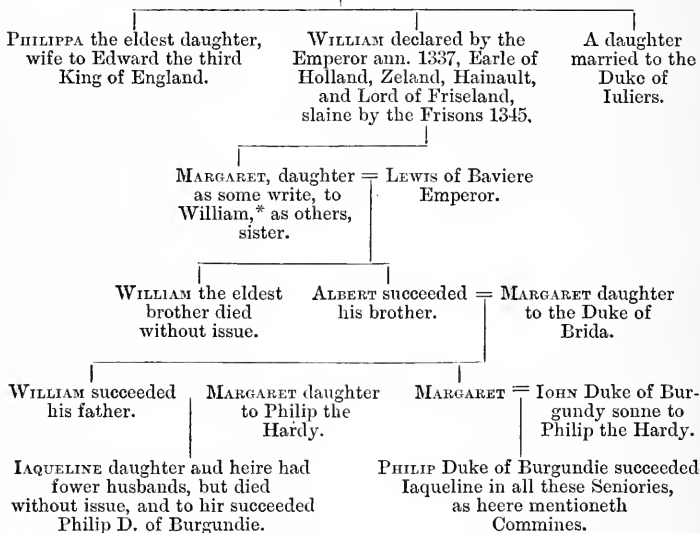 PHILIPPA the eldest daughter,
wife to Edward the third
King of England.
WILLIAM declared by the
Emperor ann. 1337, Earle of
Holland, Zeland, Hainault,
and Lord of Friseland,
slaine by the Frisons 1345.
A daughter
married to the
Duke of
Iuliers.
MARGARET, daughter
as some write, to
William,* as others,
sister.
= LEWIS of Baviere
Emperor.
WILLIAM the eldest
brother died
without issue.
ALBERT succeeded
his brother.
= MARGARET daughter
to the Duke of
Brida.
WILLIAM succeeded
his father.
MARGARET daughter
to Philip the
Hardy.
MARGARET
= IOHN Duke of Bur-
gundy sonne to
Philip the Hardy.
IAQUELINE daughter and heire had
fower husbands, but died
without issue, and to hir succeeded
Philip D. of Burgundie.
PHILIP Duke of Burgundie succeeded
Iaqueline in all these Seniories,
as heere mentioneth
Commines.